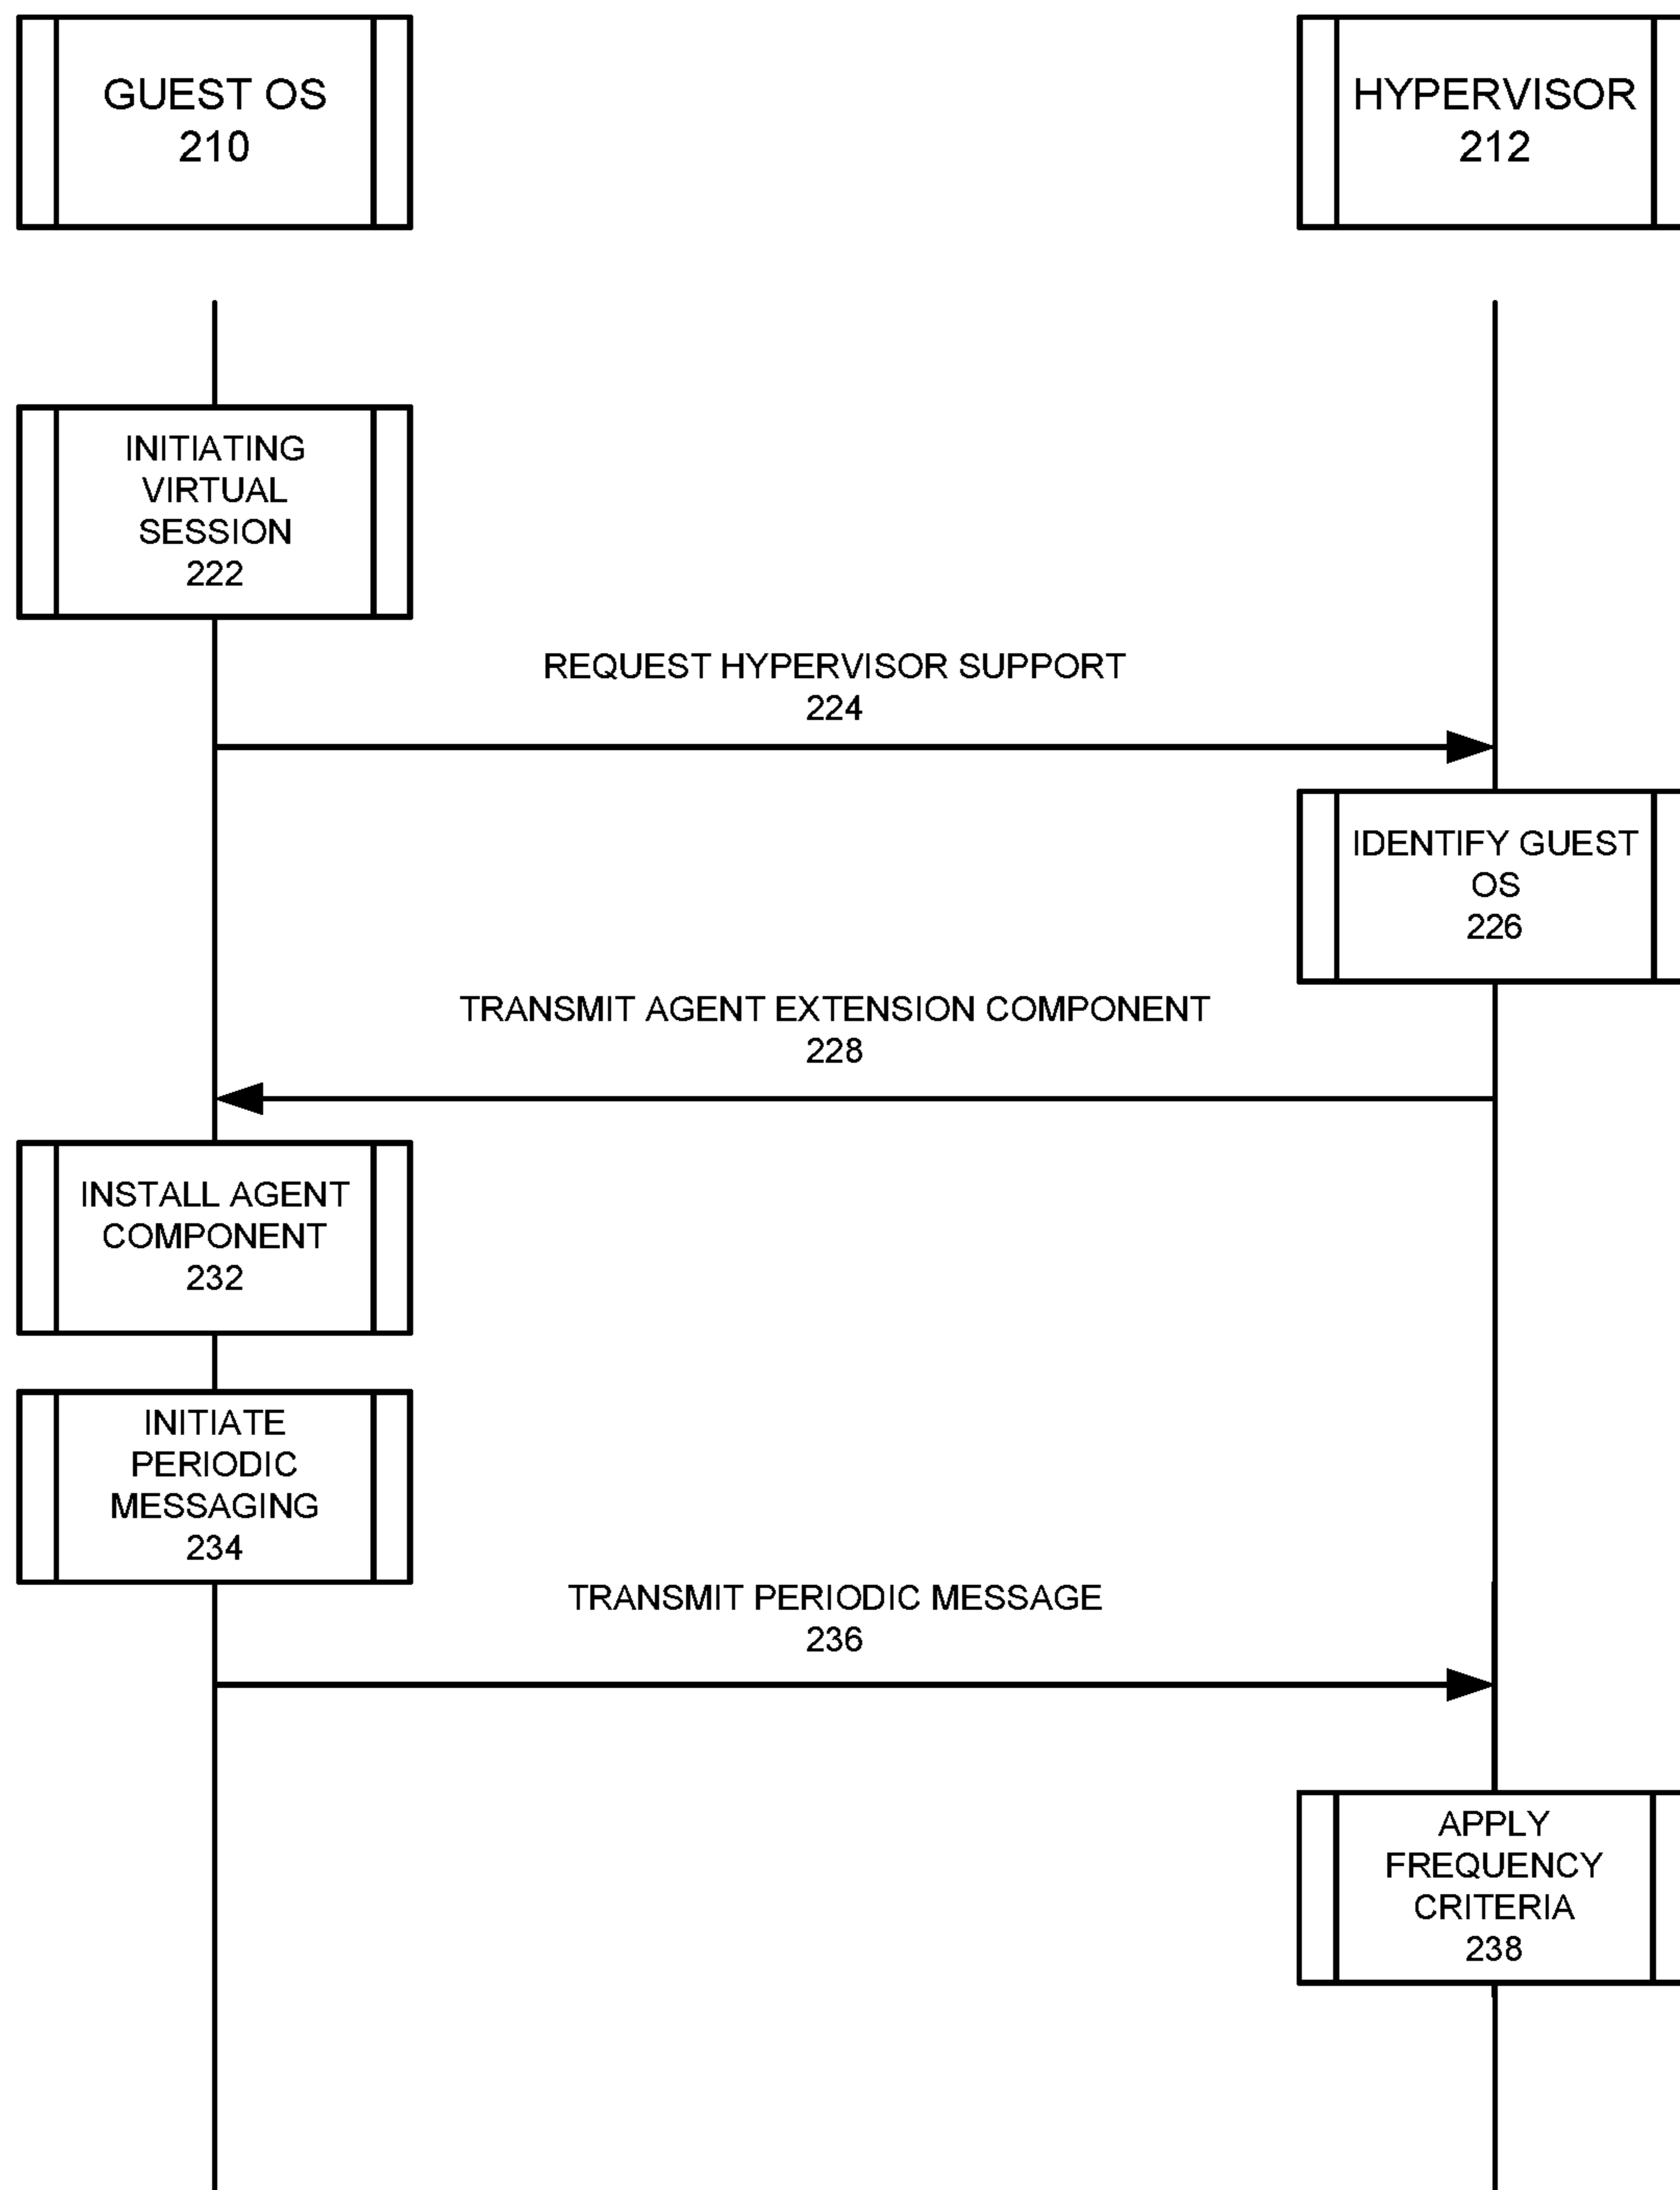 GUEST OS
210
HYPERVISOR
212
INITIATING
VIRTUAL
SESSION
222
REQUEST HYPERVISOR SUPPORT
224
IDENTIFY GUEST
OS
226
TRANSMIT AGENT EXTENSION COMPONENT
228
INSTALL AGENT
COMPONENT
232
INITIATE
PERIODIC
MESSAGING
234
TRANSMIT PERIODIC MESSAGE
236
APPLY
FREQUENCY
CRITERIA
238